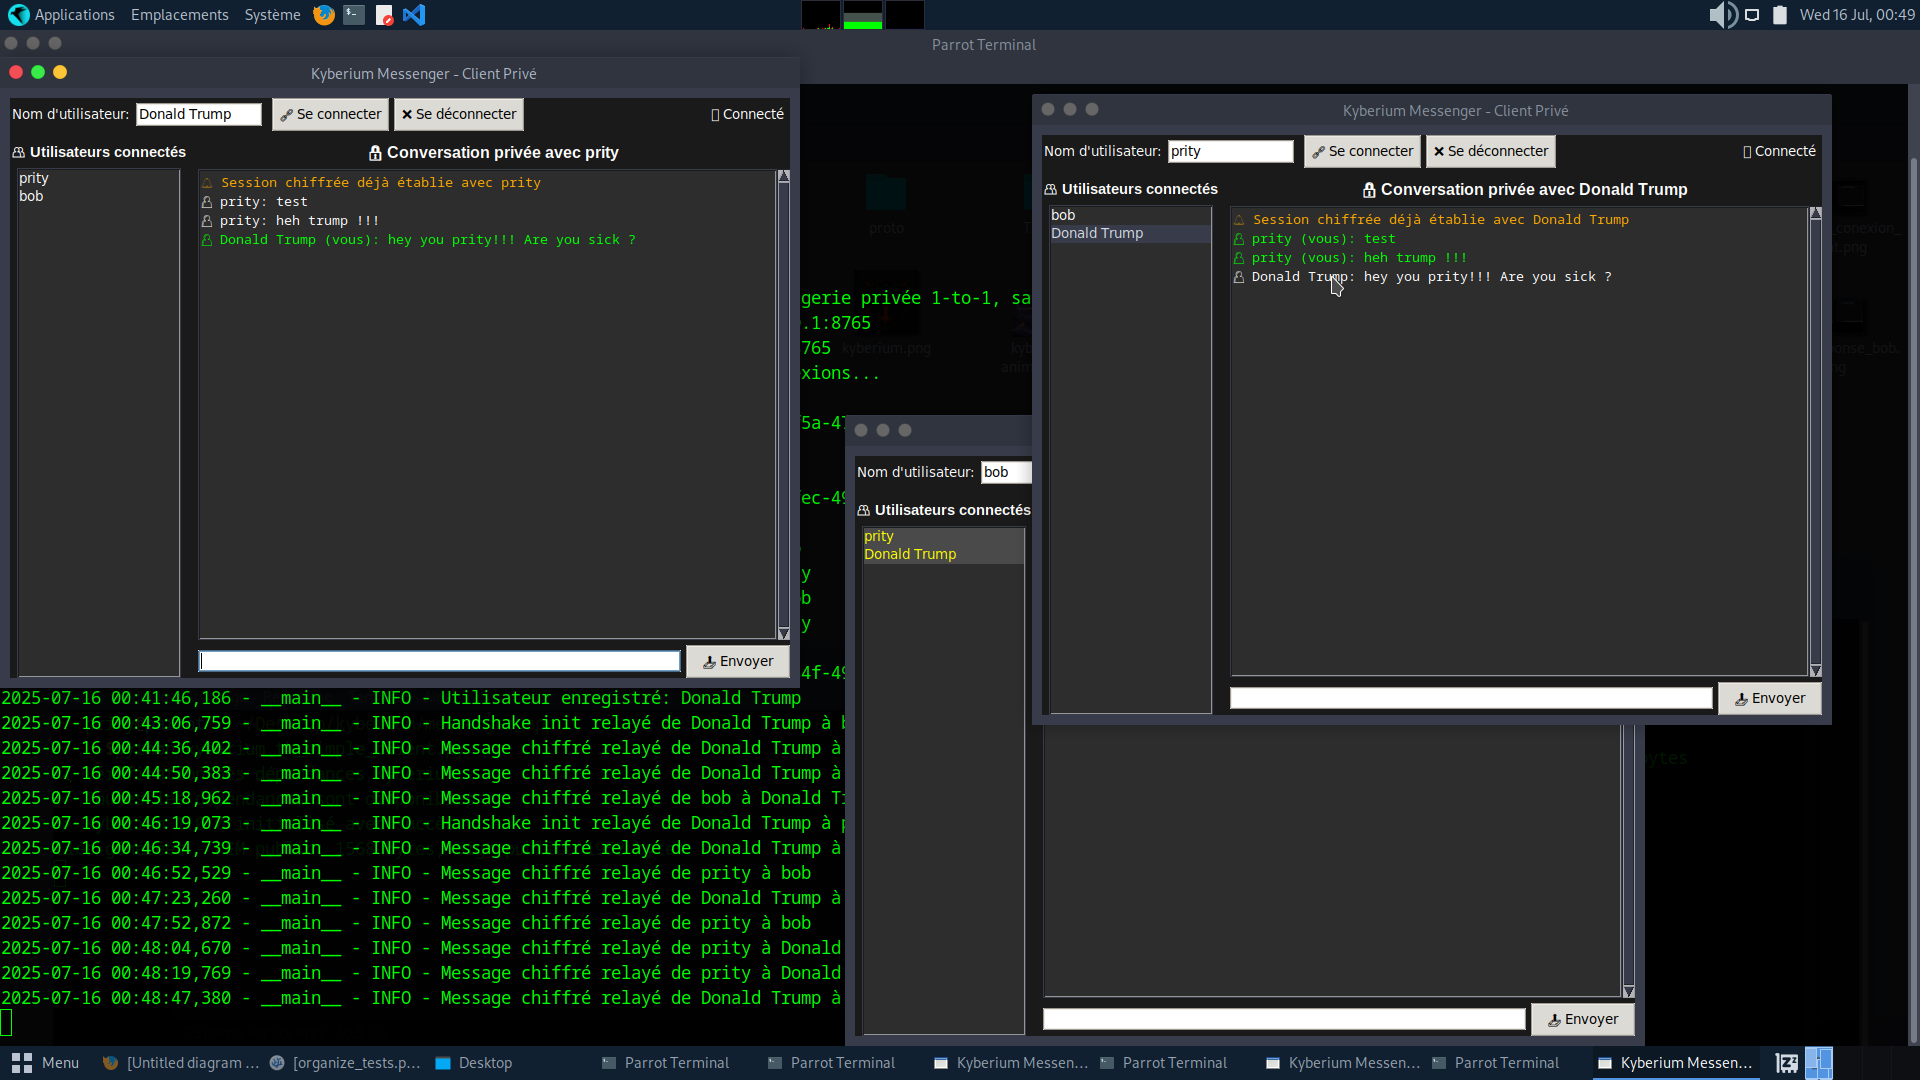 Applications Emplacements Système
Wed 16 Jul, 00:49
Parrot Terminal
Kyberium Messenger - Client Privé
Nom d'utilisateur: Donald Trump Se connecter Se déconnecter Connecté
Utilisateurs connectés
Conversation privée avec prity
prity
bob
Session chiffrée déjà établie avec prity
prity: test
prity: heh trump !!!
Donald Trump (vous): hey you prity!!! Are you sick ?
Envoyer
Kyberium Messenger - Client Privé
Nom d'utilisateur: prity Se connecter Se déconnecter Connecté
Utilisateurs connectés
Conversation privée avec Donald Trump
bob
Donald Trump
Session chiffrée déjà établie avec Donald Trump
prity (vous): test
prity (vous): heh trump !!!
Donald Trump: hey you prity!!! Are you sick ?
Envoyer
proto
kyberium.png
gerie privée 1-to-1, sa
.1:8765
765
xions...
5a-47
ec-49
y
b
y
4f-49
Nom d'utilisateur: bob
Utilisateurs connectés
prity
Donald Trump
Envoyer
2025-07-16 00:41:46,186 - __main__ - INFO - Utilisateur enregistré: Donald Trump
2025-07-16 00:43:06,759 - __main__ - INFO - Handshake init relayé de Donald Trump à b
2025-07-16 00:44:36,402 - __main__ - INFO - Message chiffré relayé de Donald Trump à
2025-07-16 00:44:50,383 - __main__ - INFO - Message chiffré relayé de Donald Trump à
2025-07-16 00:45:18,962 - __main__ - INFO - Message chiffré relayé de bob à Donald T
2025-07-16 00:46:19,073 - __main__ - INFO - Handshake init relayé de Donald Trump à p
2025-07-16 00:46:34,739 - __main__ - INFO - Message chiffré relayé de Donald Trump à
2025-07-16 00:46:52,529 - __main__ - INFO - Message chiffré relayé de prity à bob
2025-07-16 00:47:23,260 - __main__ - INFO - Message chiffré relayé de Donald Trump à
2025-07-16 00:47:52,872 - __main__ - INFO - Message chiffré relayé de prity à bob
2025-07-16 00:48:04,670 - __main__ - INFO - Message chiffré relayé de prity à Donald
2025-07-16 00:48:19,769 - __main__ - INFO - Message chiffré relayé de prity à Donald
2025-07-16 00:48:47,380 - __main__ - INFO - Message chiffré relayé de Donald Trump à
Menu [Untitled diagram ... [organize_tests.p... Desktop Parrot Terminal Parrot Terminal Kyberium Messen... Parrot Terminal Kyberium Messen... Parrot Terminal Kyberium Messen...